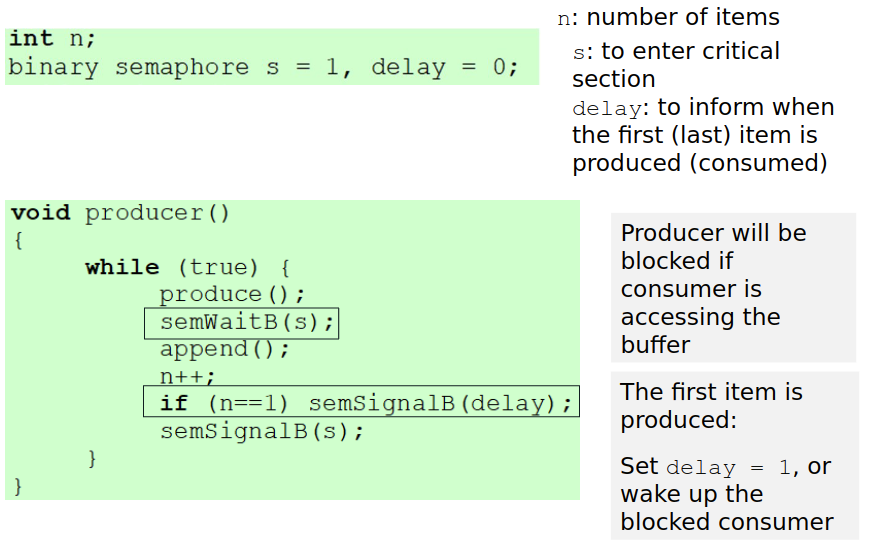 int n;
binary semaphore s = 1, delay = 0;
n: number of items
s: to enter critical
section
delay: to inform when
the first (last) item is
produced (consumed)
void producer()
{
while (true) {
produce();
semWaitB(s);
append();
n++;
if (n==1) semSignalB(delay);
semSignalB(s);
}
}
Producer will be
blocked if
consumer is
accessing the
buffer
The first item is
produced:
Set delay = 1, or
wake up the
blocked consumer